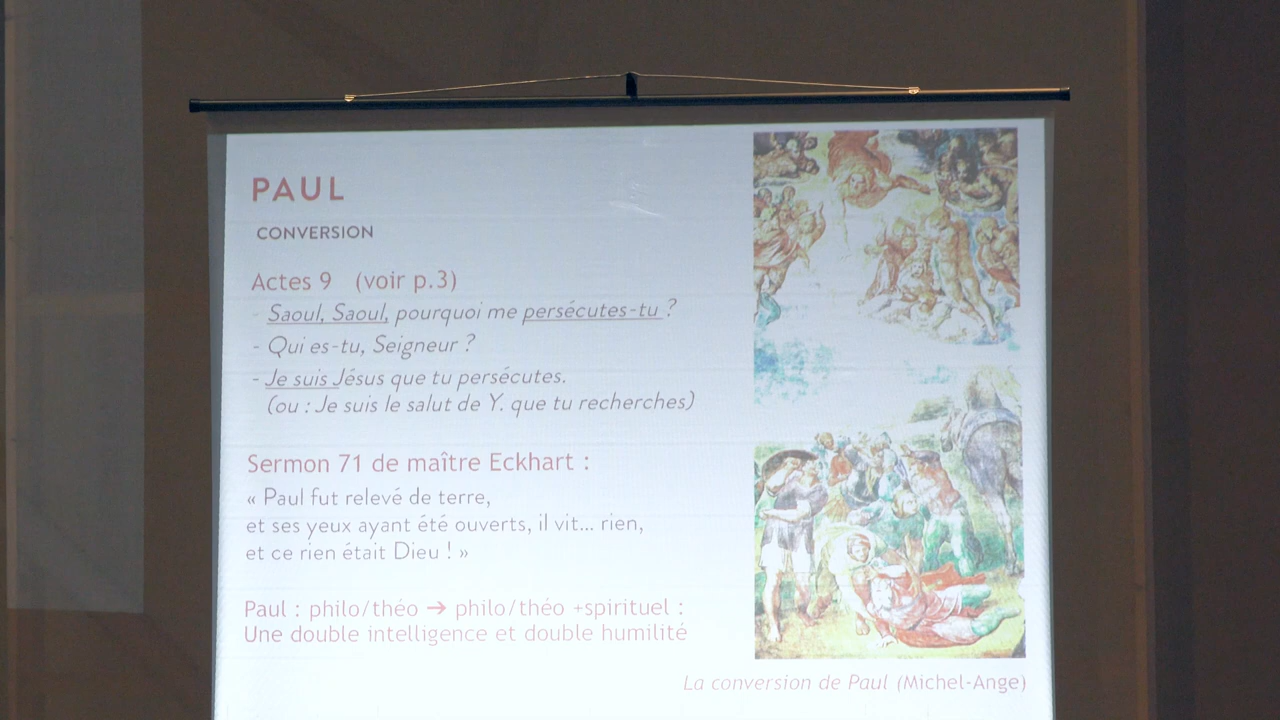 PAUL
CONVERSION
Actes 9 (voir p.3)
- Saoul, Saoul, pourquoi me persécutes-tu ?
- Qui es-tu, Seigneur ?
- Je suis Jésus que tu persécutes.
(ou : Je suis le salut de Y. que tu recherches)
Sermon 71 de maître Eckhart :
« Paul fut relevé de terre,
et ses yeux ayant été ouverts, il vit... rien,
et ce rien était Dieu ! »
Paul : philo/théo ➔ philo/théo +spirituel :
Une double intelligence et double humilité
La conversion de Paul (Michel-Ange)